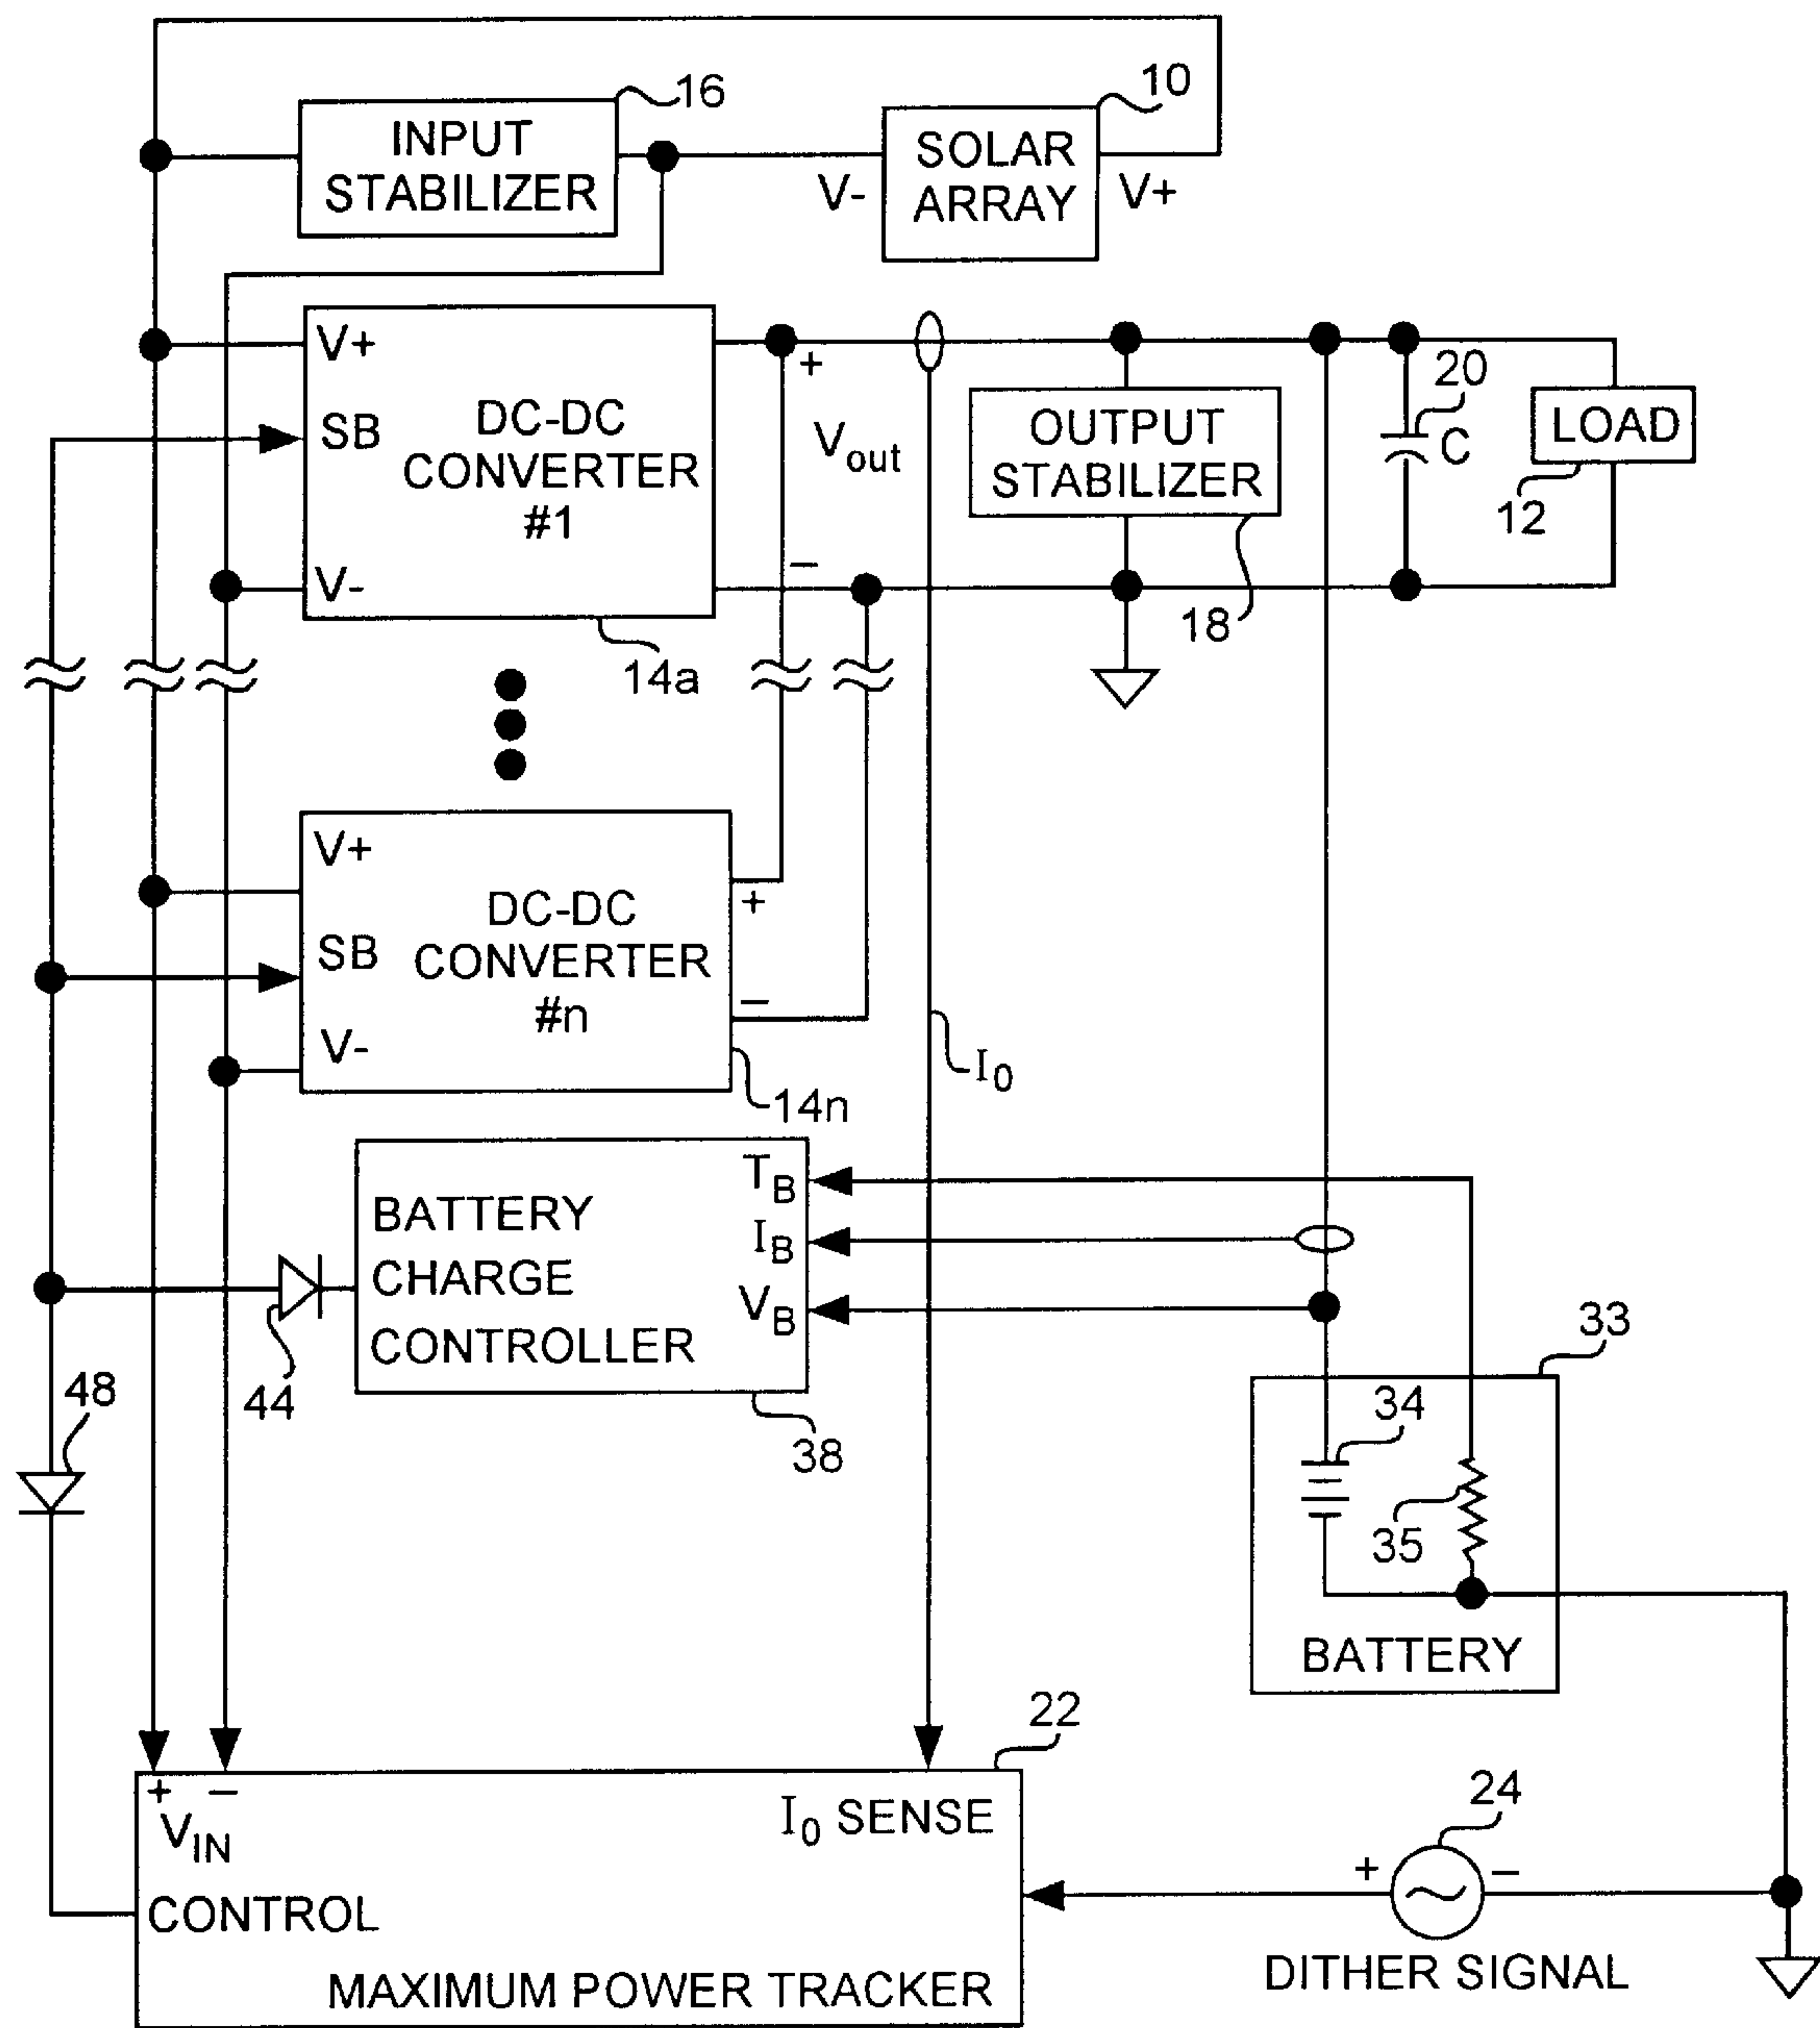 16
10
INPUT
STABILIZER
V-
SOLAR
ARRAY
V+
V+
SB
V-
DC-DC
CONVERTER
#1
14a
+
Vout
−
OUTPUT
STABILIZER
18
20
C
LOAD
12
V+
SB
V-
DC-DC
CONVERTER
#n
+
−
14n
I0
BATTERY
CHARGE
CONTROLLER
TB
IB
VB
38
44
48
33
34
35
BATTERY
22
+ −
VIN
I0 SENSE
CONTROL
MAXIMUM POWER TRACKER
24
+ −
DITHER SIGNAL